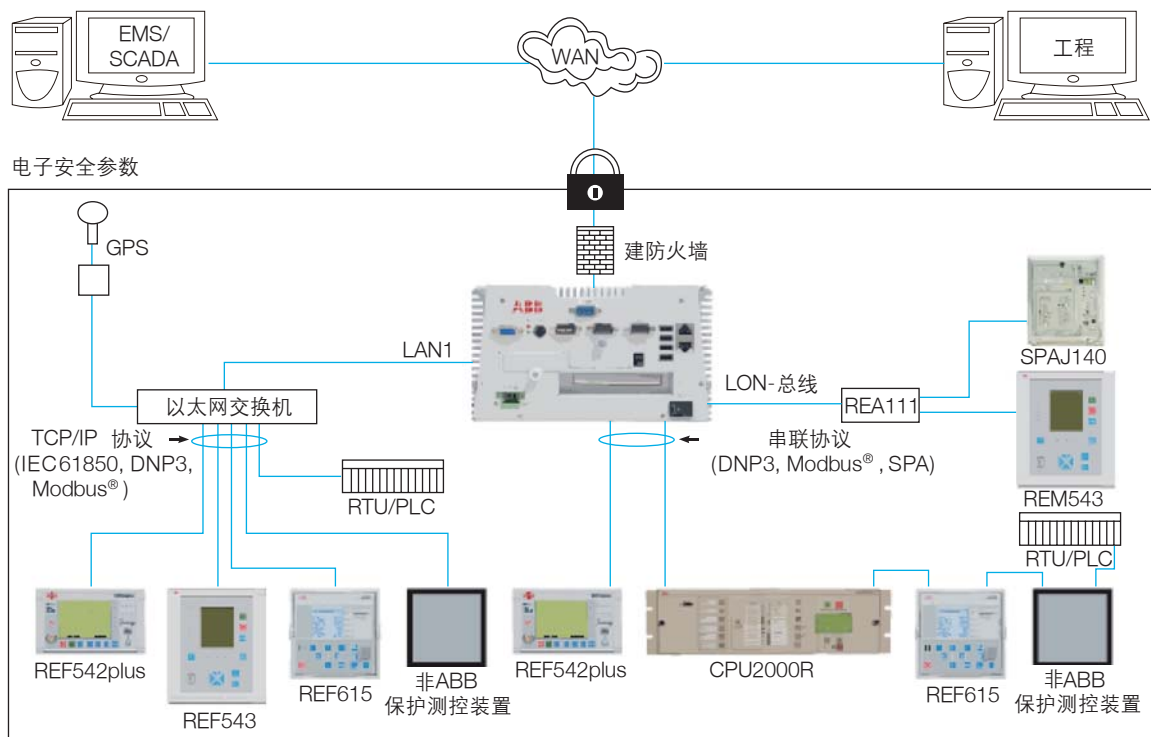 EMS/
SCADA
WAN
工程
电子安全参数
GPS
建防火墙
ABB
SPAJ140
LAN1
LON-总线
以太网交换机
REA111
TCP/IP 协议
(IEC61850, DNP3,
Modbus®)
串联协议
(DNP3, Modbus®, SPA)
RTU/PLC
REM543
RTU/PLC
REF542plus
REF543
REF615
非ABB
保护测控装置
REF542plus
CPU2000R
REF615
非ABB
保护测控装置